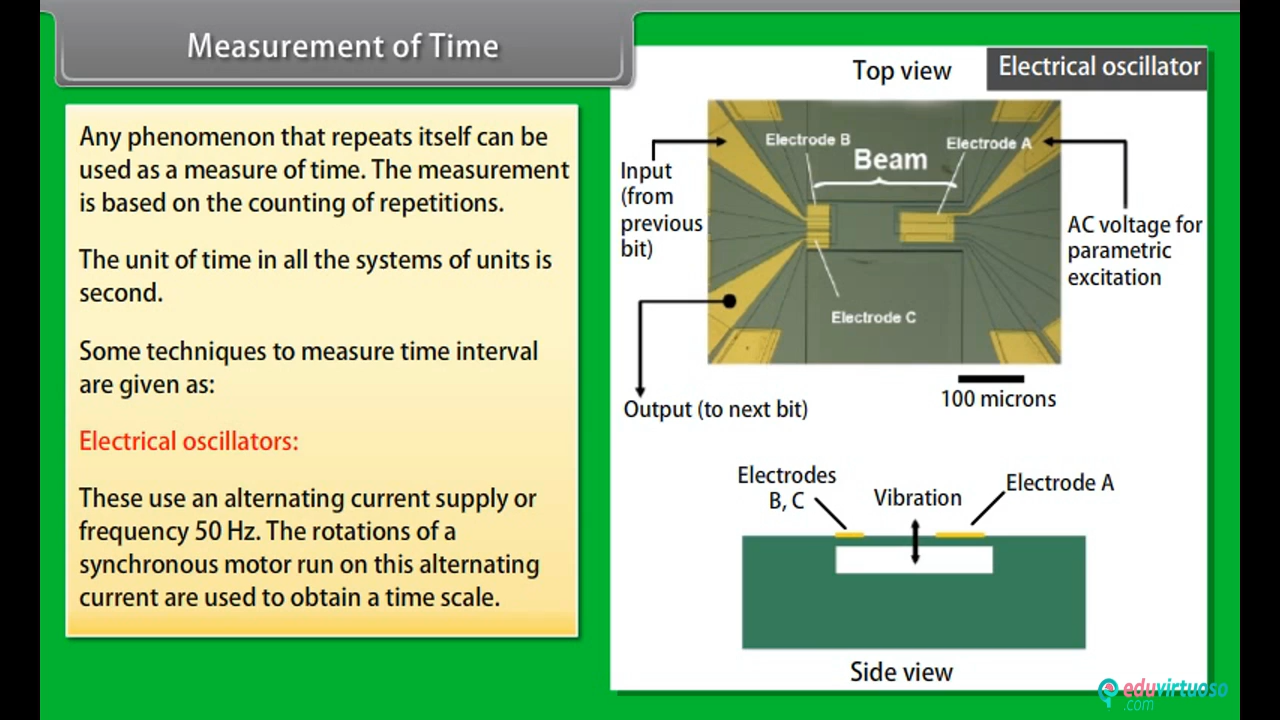 Measurement of Time
Any phenomenon that repeats itself can be
used as a measure of time. The measurement
is based on the counting of repetitions.
The unit of time in all the systems of units is
second.
Some techniques to measure time interval
are given as:
Electrical oscillators:
These use an alternating current supply or
frequency 50 Hz. The rotations of a
synchronous motor run on this alternating
current are used to obtain a time scale.
Top view
Electrical oscillator
Electrode B
Electrode A
Beam
Input
(from
previous
bit)
AC voltage for
parametric
excitation
Electrode C
Output (to next bit)
100 microns
Electrodes
B, C
Vibration
Electrode A
Side view
eduvirtuoso
.com